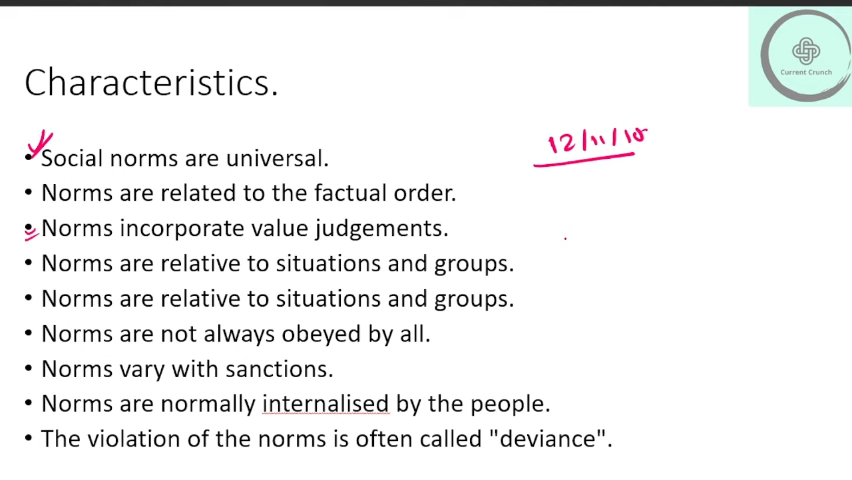 Current Crunch
Characteristics.
12/11/10
• Social norms are universal.
• Norms are related to the factual order.
• Norms incorporate value judgements.
• Norms are relative to situations and groups.
• Norms are relative to situations and groups.
• Norms are not always obeyed by all.
• Norms vary with sanctions.
• Norms are normally internalised by the people.
• The violation of the norms is often called "deviance".